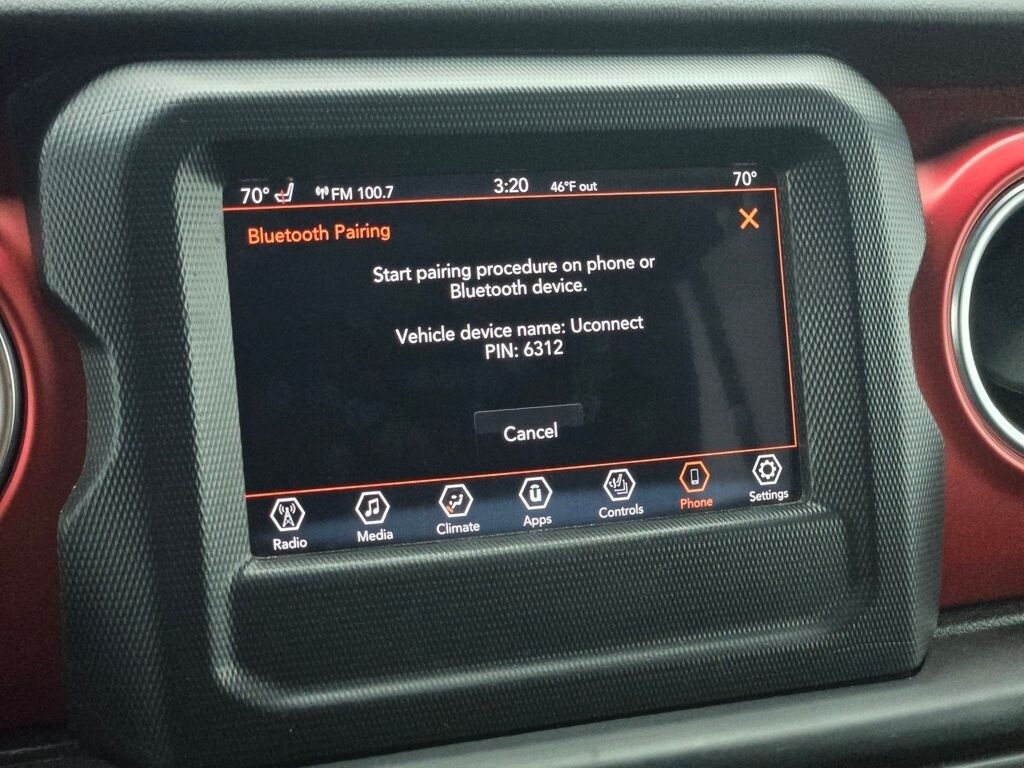 70° FM 100.7 3:20 46°F out 70°
Bluetooth Pairing
Start pairing procedure on phone or
Bluetooth device.
Vehicle device name: Uconnect
PIN: 6312
Cancel
Radio Media Climate Apps Controls Phone Settings